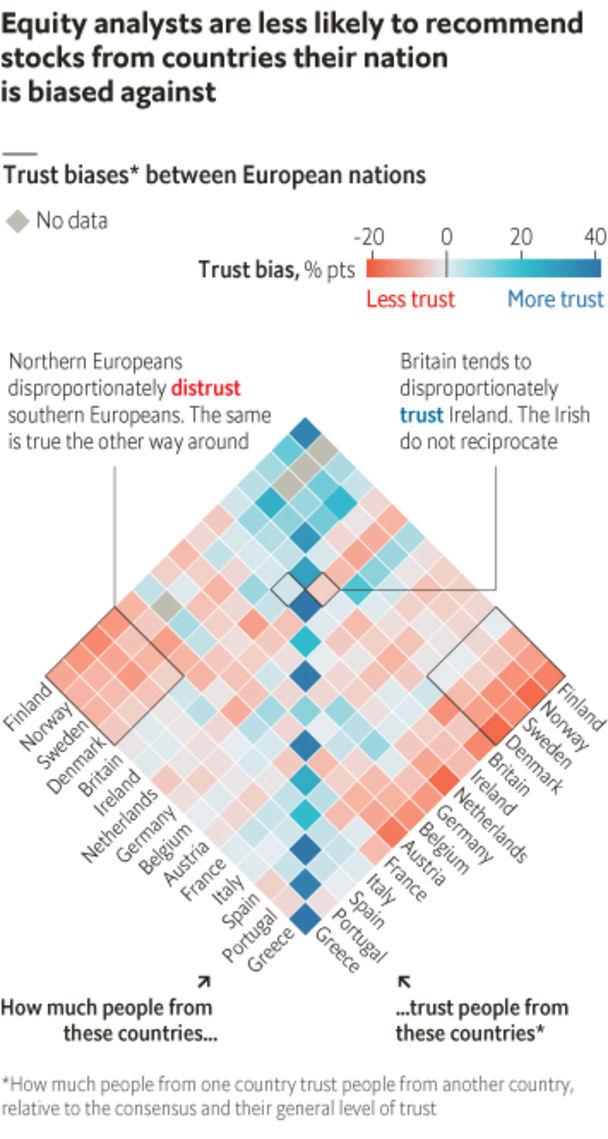 Equity analysts are less likely to recommend
stocks from countries their nation
is biased against
Trust biases* between European nations
No data
-20 0 20 40
Trust bias, % pts
Less trust More trust
Northern Europeans
disproportionately distrust
southern Europeans. The same
is true the other way around
Britain tends to
disproportionately
trust Ireland. The Irish
do not reciprocate
Finland
Norway
Sweden
Denmark
Britain
Ireland
Netherlands
Germany
Belgium
Austria
France
Italy
Spain
Portugal
Greece
Finland
Norway
Sweden
Denmark
Britain
Ireland
Netherlands
Germany
Belgium
Austria
France
Italy
Spain
Portugal
Greece
How much people from
these countries...
...trust people from
these countries*
*How much people from one country trust people from another country,
relative to the consensus and their general level of trust